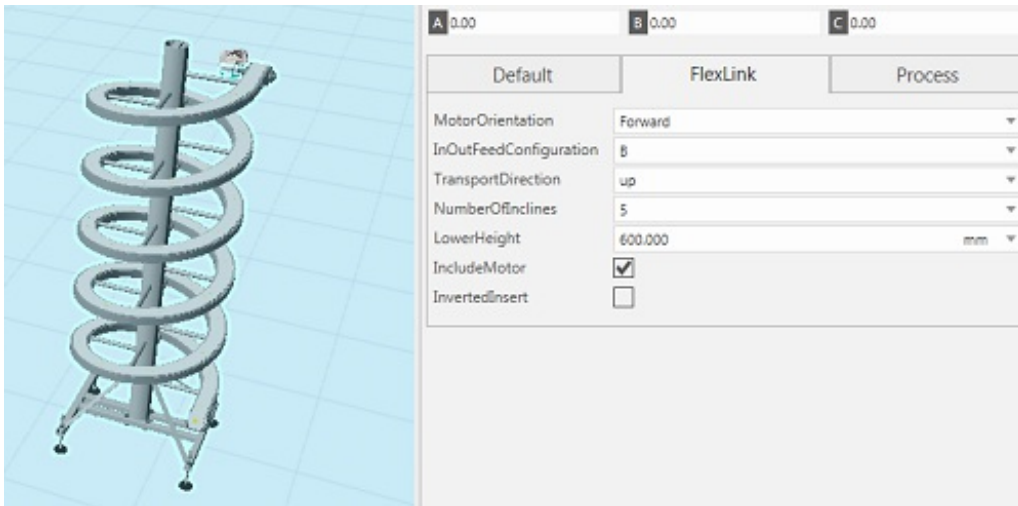 A 0.00 B 0.00 C 0.00
Default FlexLink Process
MotorOrientation Forward
InOutFeedConfiguration B
TransportDirection up
NumberOfInclines 5
LowerHeight 600.000 mm
IncludeMotor
InvertedInsert